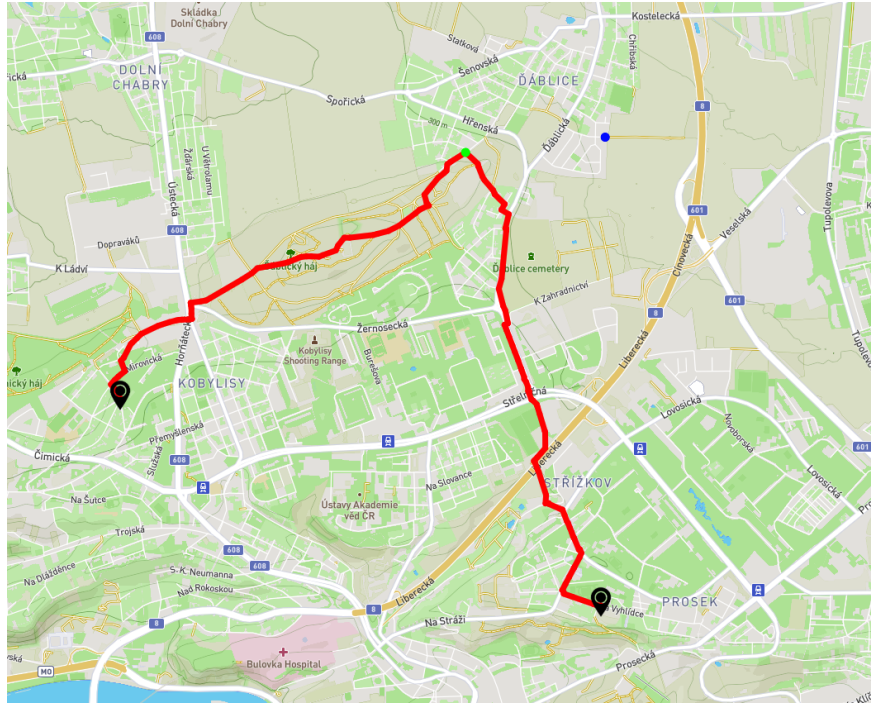 Skládka
Dolní Chabry
Kostelecká
608
Statková
Chřibská
DOLNÍ
CHABRY
Šenovská
ĎÁBLICE
Spořická
8
300 m
Hřenská
Ďáblická
U Větrolamu
Žďárská
Ústecká
Tupolevova
601
Veselská
608
Dopraváků
Cínovecká
K Ládví
Ďáblický háj
Ďáblice cemetery
K Zahradnictví
601
8
Žernosecká
Liberecká
Horňátecká
Kobylisy
Shooting Range
Mirovická
Burešova
Tupolevova
KOBYLISY
Střelničná
Lovosická
Novoborská
Přemyšlenská
Čimická
Služská
608
Liberecká
601
Na Slovance
STŘÍŽKOV
Lovosická
Na Šutce
Ústavy Akademie
věd ČR
Trojská
608
Na Dlážděnce
S. K. Neumanna
Nad Rokoskou
Liberecká
8
8
Na Stráži
Vyhlídce
PROSEK
Bulovka Hospital
Prosecká
M0